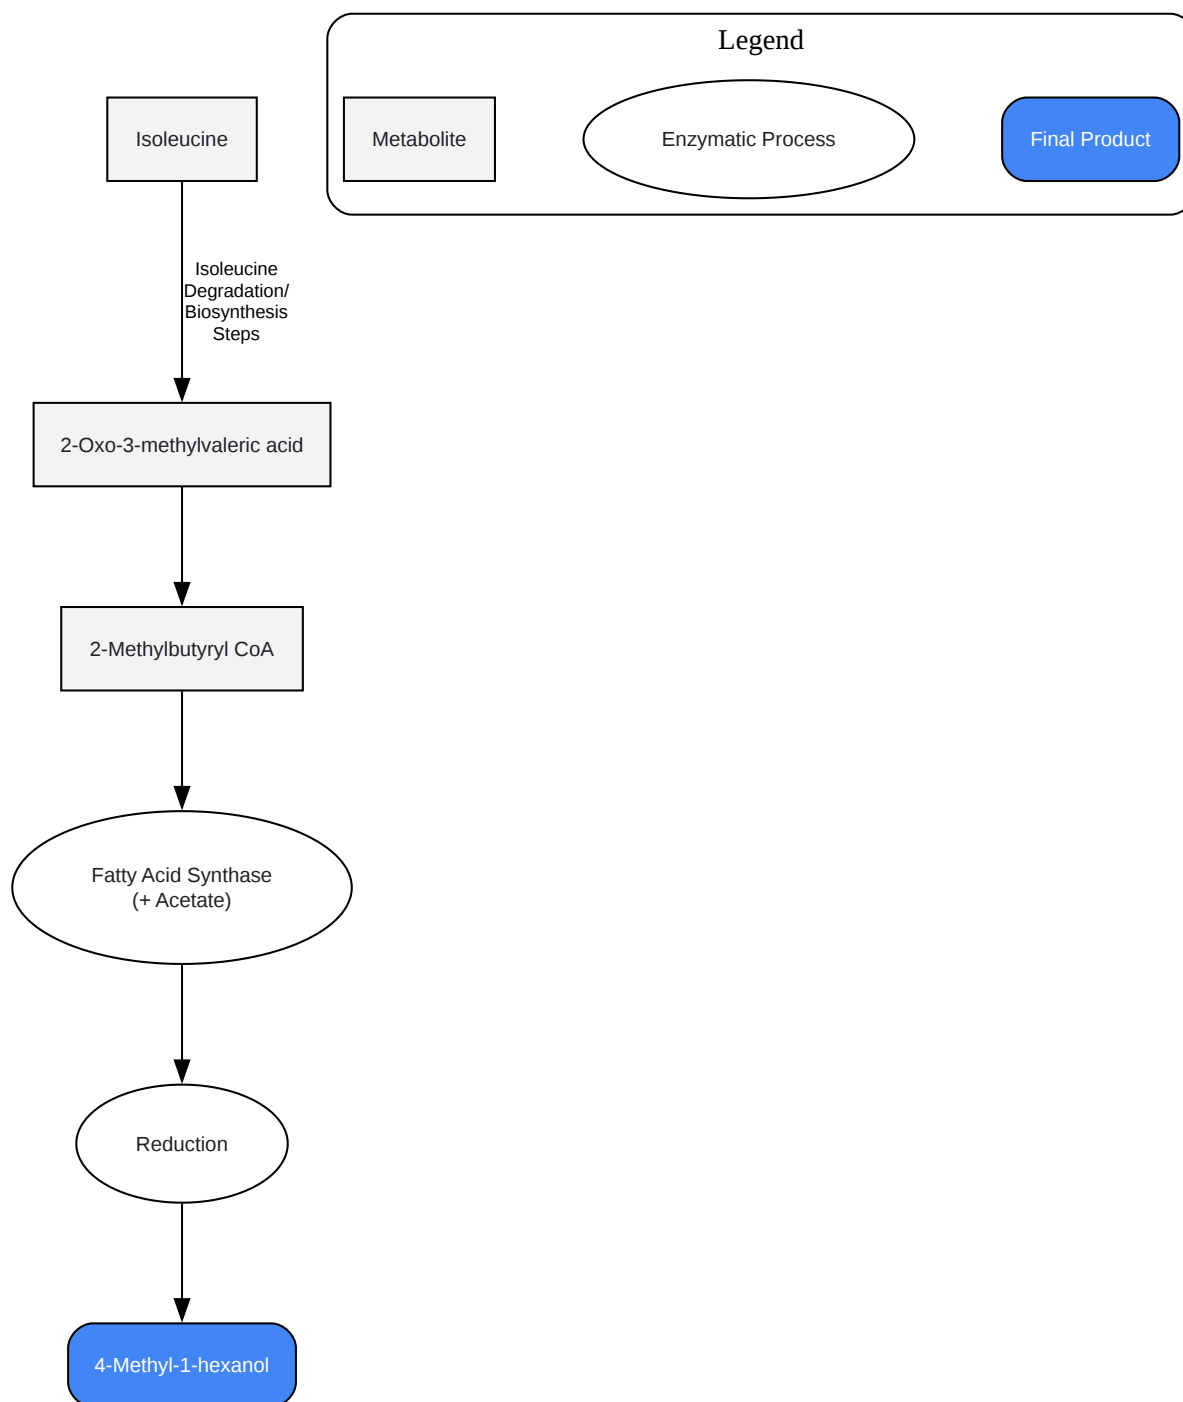 Legend
Isoleucine
Metabolite
Enzymatic Process
Final Product
Isoleucine
Degradation/
Biosynthesis
Steps
2-Oxo-3-methylvaleric acid
2-Methylbutyryl CoA
Fatty Acid Synthase
(+ Acetate)
Reduction
4-Methyl-1-hexanol